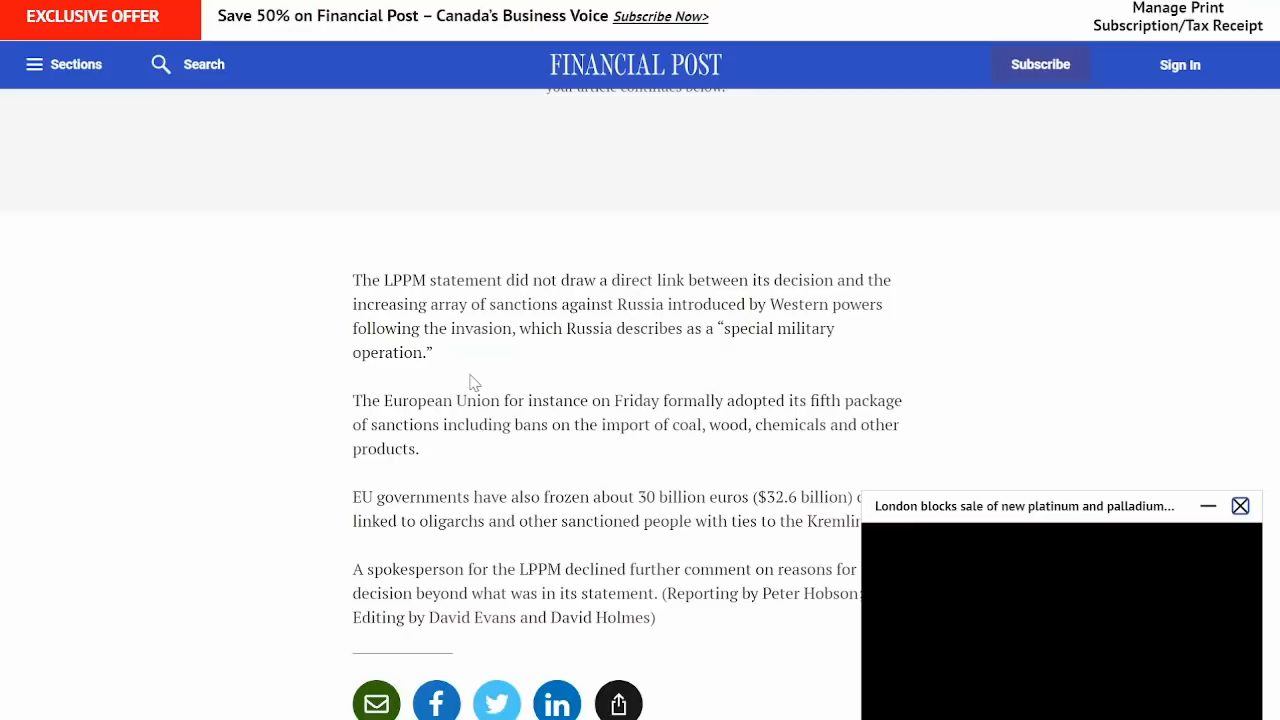 EXCLUSIVE OFFER
Save 50% on Financial Post – Canada's Business Voice Subscribe Now>
Manage Print
Subscription/Tax Receipt
Sections
Search
FINANCIAL POST
Subscribe
Sign In
your article continues below.
The LPPM statement did not draw a direct link between its decision and the
increasing array of sanctions against Russia introduced by Western powers
following the invasion, which Russia describes as a “special military
operation.”
The European Union for instance on Friday formally adopted its fifth package
of sanctions including bans on the import of coal, wood, chemicals and other
products.
EU governments have also frozen about 30 billion euros ($32.6 billion)
linked to oligarchs and other sanctioned people with ties to the Kremlin
A spokesperson for the LPPM declined further comment on reasons for
decision beyond what was in its statement. (Reporting by Peter Hobson;
Editing by David Evans and David Holmes)
London blocks sale of new platinum and palladium...